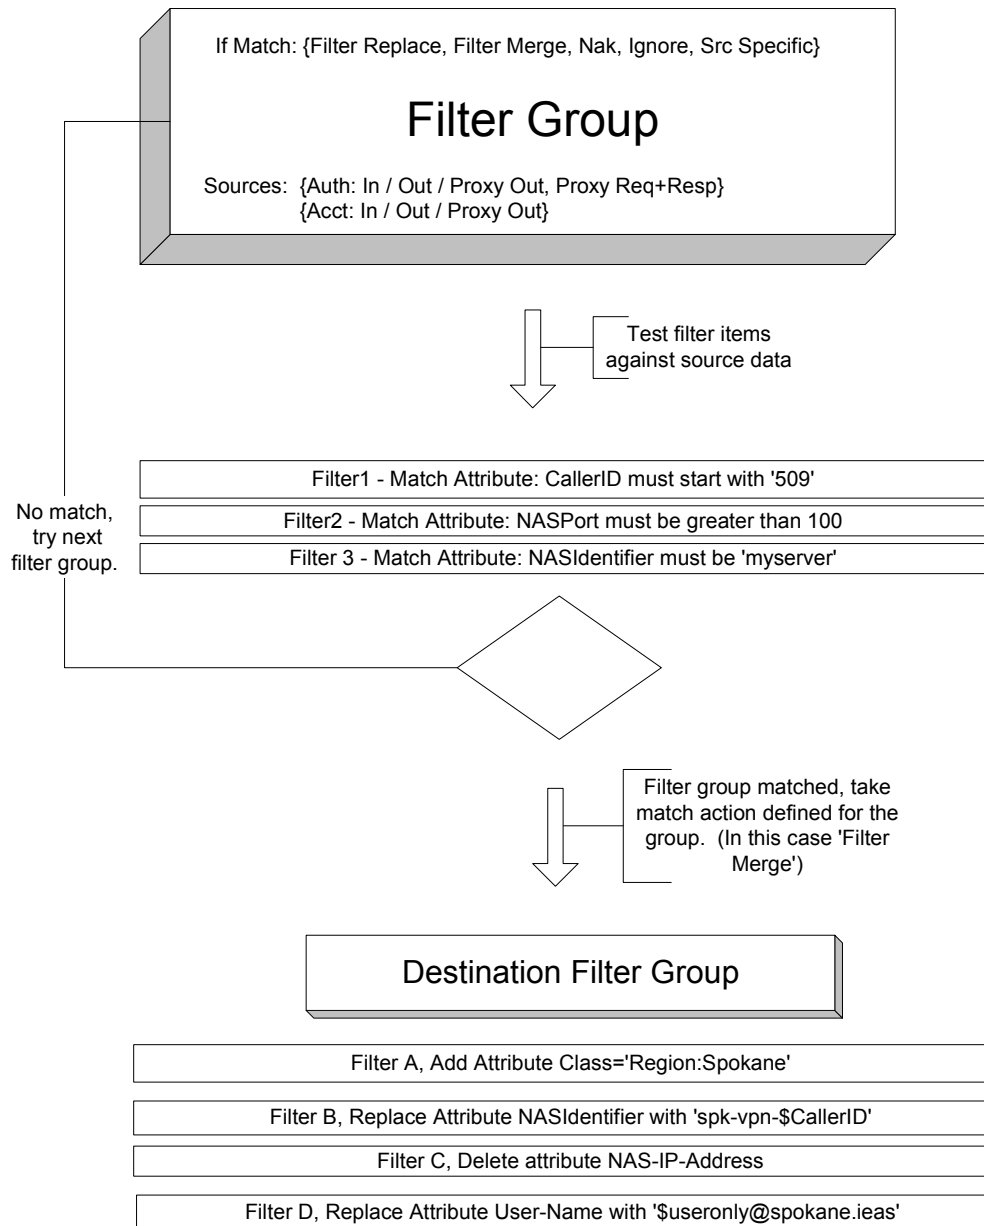 If Match: {Filter Replace, Filter Merge, Nak, Ignore, Src Specific}
Filter Group
Sources: {Auth: In / Out / Proxy Out, Proxy Req+Resp}
{Acct: In / Out / Proxy Out}
Test filter items
against source data
Filter1 - Match Attribute: CallerID must start with '509'
Filter2 - Match Attribute: NASPort must be greater than 100
Filter 3 - Match Attribute: NASIdentifier must be 'myserver'
No match,
try next
filter group.
Filter group matched, take
match action defined for the
group. (In this case 'Filter
Merge')
Destination Filter Group
Filter A, Add Attribute Class='Region:Spokane'
Filter B, Replace Attribute NASIdentifier with 'spk-vpn-$CallerID'
Filter C, Delete attribute NAS-IP-Address
Filter D, Replace Attribute User-Name with '$useronly@spokane.ieas'